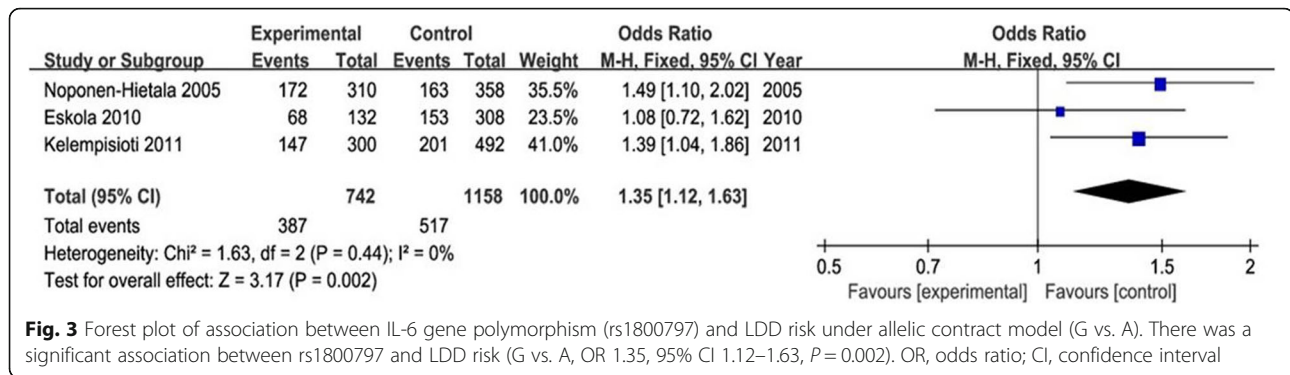 Experimental Control Odds Ratio Odds Ratio
Study or Subgroup Events Total Events Total Weight M-H, Fixed, 95% CI Year M-H, Fixed, 95% CI
Noponen-Hietala 2005 172 310 163 358 35.5% 1.49 [1.10, 2.02] 2005
Eskola 2010 68 132 153 308 23.5% 1.08 [0.72, 1.62] 2010
Kelempisioti 2011 147 300 201 492 41.0% 1.39 [1.04, 1.86] 2011
Total (95% CI) 742 1158 100.0% 1.35 [1.12, 1.63]
Total events 387 517
Heterogeneity: Chi² = 1.63, df = 2 (P = 0.44); I² = 0%
Test for overall effect: Z = 3.17 (P = 0.002)
0.5 0.7 1 1.5 2
Favours [experimental] Favours [control]
Fig. 3 Forest plot of association between IL-6 gene polymorphism (rs1800797) and LDD risk under allelic contract model (G vs. A). There was a
significant association between rs1800797 and LDD risk (G vs. A, OR 1.35, 95% CI 1.12–1.63, P = 0.002). OR, odds ratio; CI, confidence interval